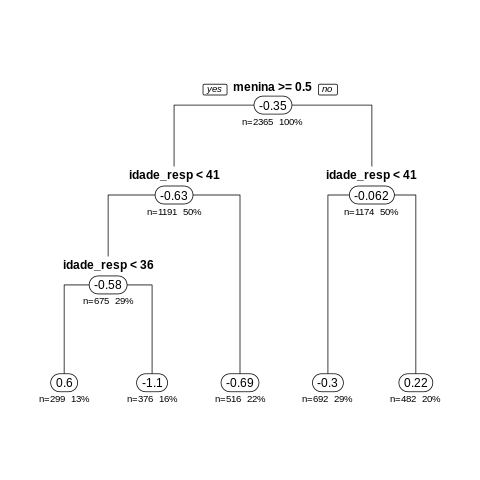 yes menina >= 0.5 no
-0.35
n=2365 100%
idade_resp < 41 idade_resp < 41
-0.63 -0.062
n=1191 50% n=1174 50%
idade_resp < 36
-0.58
n=675 29%
0.6 -1.1 -0.69 -0.3 0.22
n=299 13% n=376 16% n=516 22% n=692 29% n=482 20%